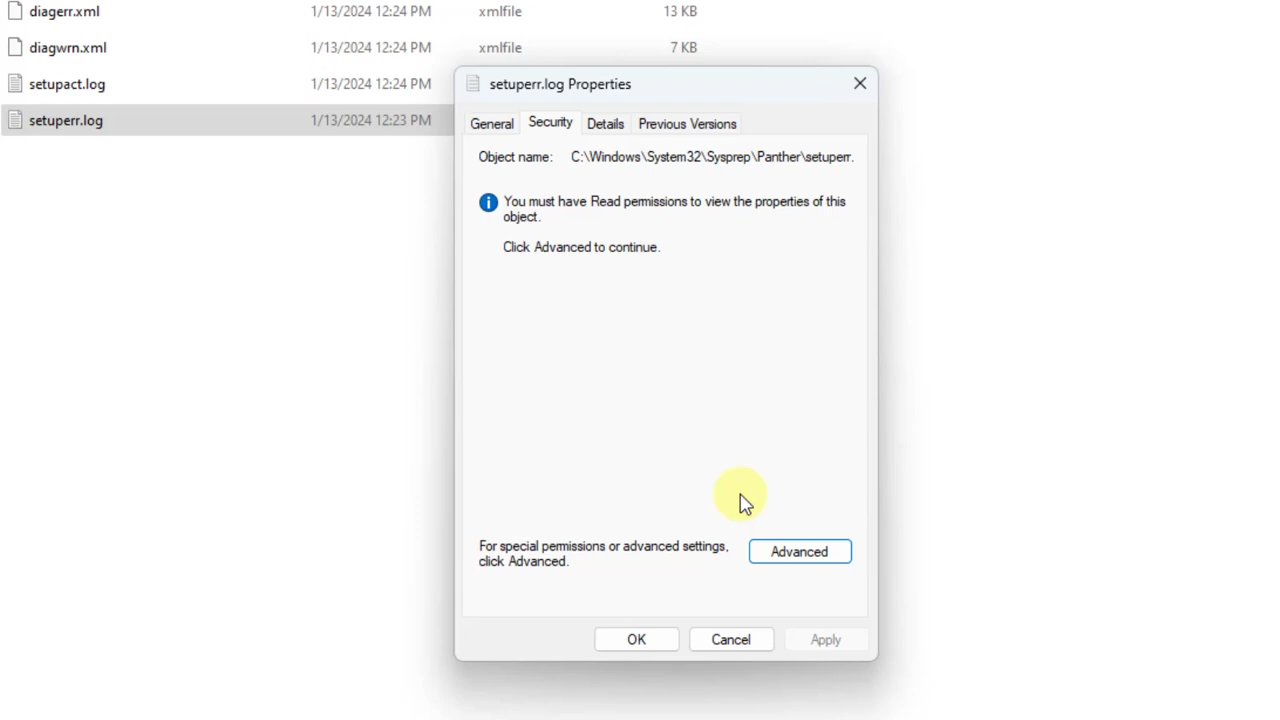 diagerr.xml 1/13/2024 12:24 PM xmlfile 13 KB
diagwrn.xml 1/13/2024 12:24 PM xmlfile 7 KB
setupact.log 1/13/2024 12:24 PM
setuperr.log 1/13/2024 12:23 PM
setuperr.log Properties
General Security Details Previous Versions
Object name: C:\Windows\System32\Sysprep\Panther\setuperr.
You must have Read permissions to view the properties of this
object.
Click Advanced to continue.
For special permissions or advanced settings,
click Advanced.
Advanced
OK Cancel Apply